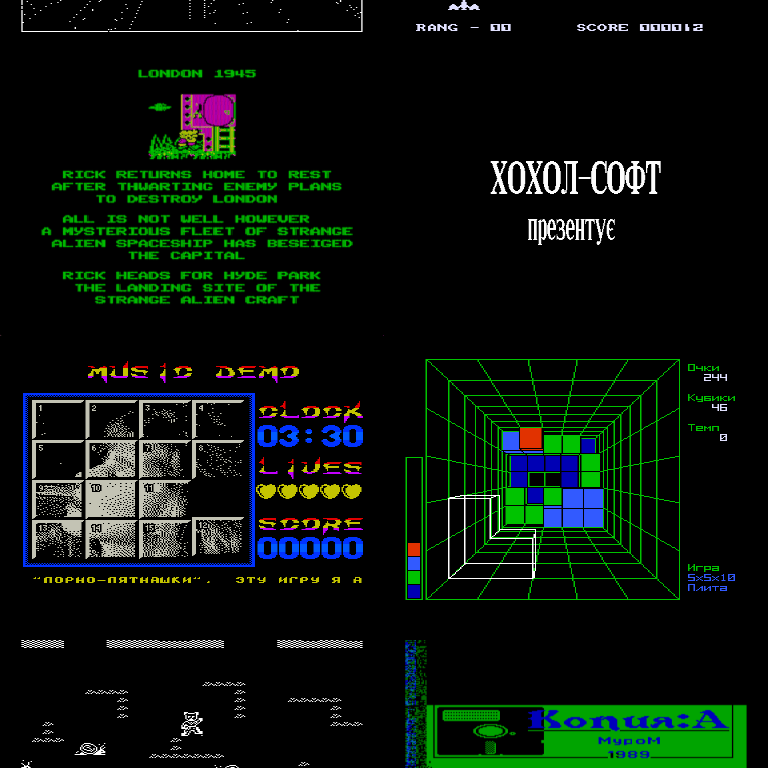 RANG - 00 SCORE 000012
LONDON 1945
RICK RETURNS HOME TO REST
AFTER THWARTING ENEMY PLANS
TO DESTROY LONDON
ALL IS NOT WELL HOWEVER
A MYSTERIOUS FLEET OF STRANGE
ALIEN SPACESHIP HAS BESEIGED
THE CAPITAL
RICK HEADS FOR HYDE PARK
THE LANDING SITE OF THE
STRANGE ALIEN CRAFT
ХОХОЛ-СОФТ
презентує
MUSIC DEMO
1 2 3 4
5 6 7 8
9 10 11
13 14 15 12
CLOCK
03:30
LIVES
SCORE
00000
"ПОРНО-ПЯТНАШКИ". ЭТУ ИГРУ Я А
Очки
244
Кубики
46
Темп
0
Игра
5x5x10
Плита
Копия:А
МуроМ
1989